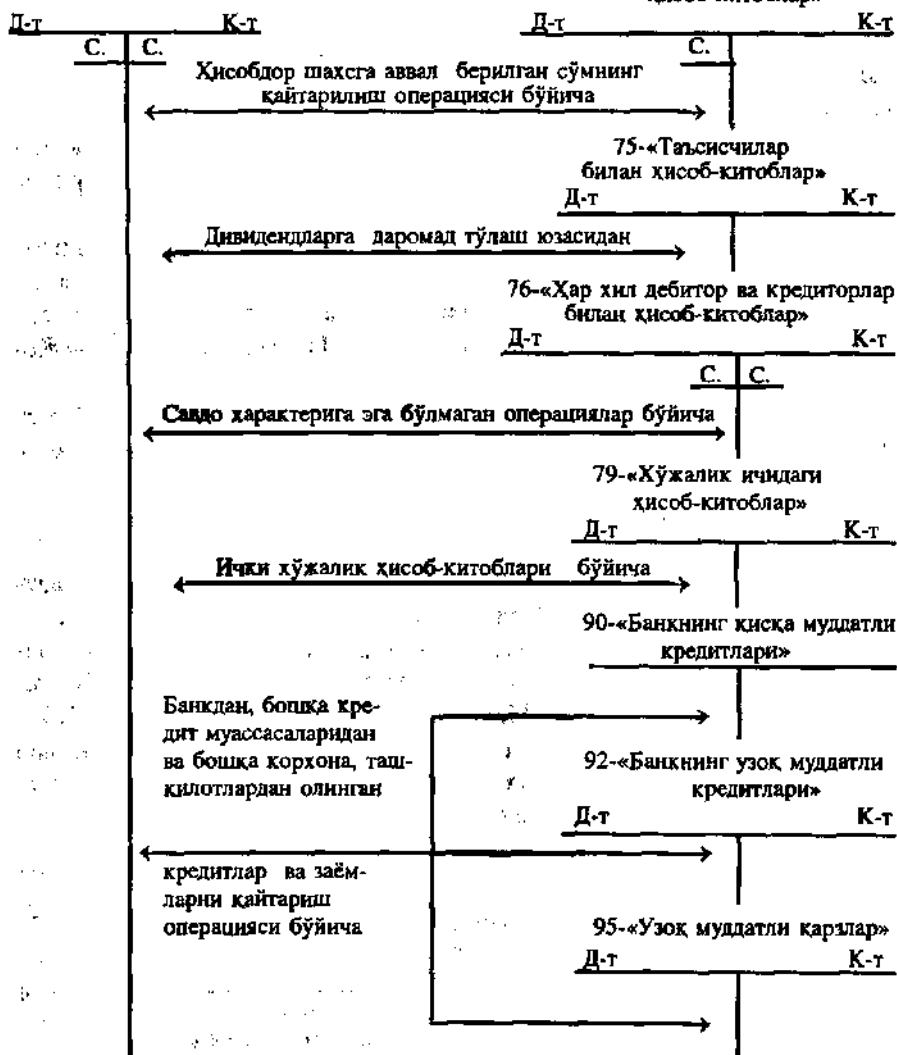 Д-т К-т Д-т К-т
С. С. С.
Ҳисобдор шахсга аввал берилган сўмнинг
қайтарилиш операцияси бўйича
75-«Таъсисчилар
билан ҳисоб-китоблар»
Д-т К-т
Дивидендларга даромад тўлаш юзасидан
76-«Ҳар хил дебитор ва кредиторлар
билан ҳисоб-китоблар»
Д-т К-т
С. С.
Савдо характерига эга бўлмаган операциялар бўйича
79-«Хўжалик ичидаги
ҳисоб-китоблар»
Д-т К-т
Ички хўжалик ҳисоб-китоблари бўйича
90-«Банкнинг қисқа муддатли
кредитлари»
Банкдан, бошқа кре-
дит муассасаларидан
ва бошқа корхона, таш-
килотлардан олинган
92-«Банкнинг узоқ муддатли
кредитлари»
Д-т К-т
кредитлар ва заём-
ларни қайтариш
операцияси бўйича
95-«Узоқ муддатли қарзлар»
Д-т К-т